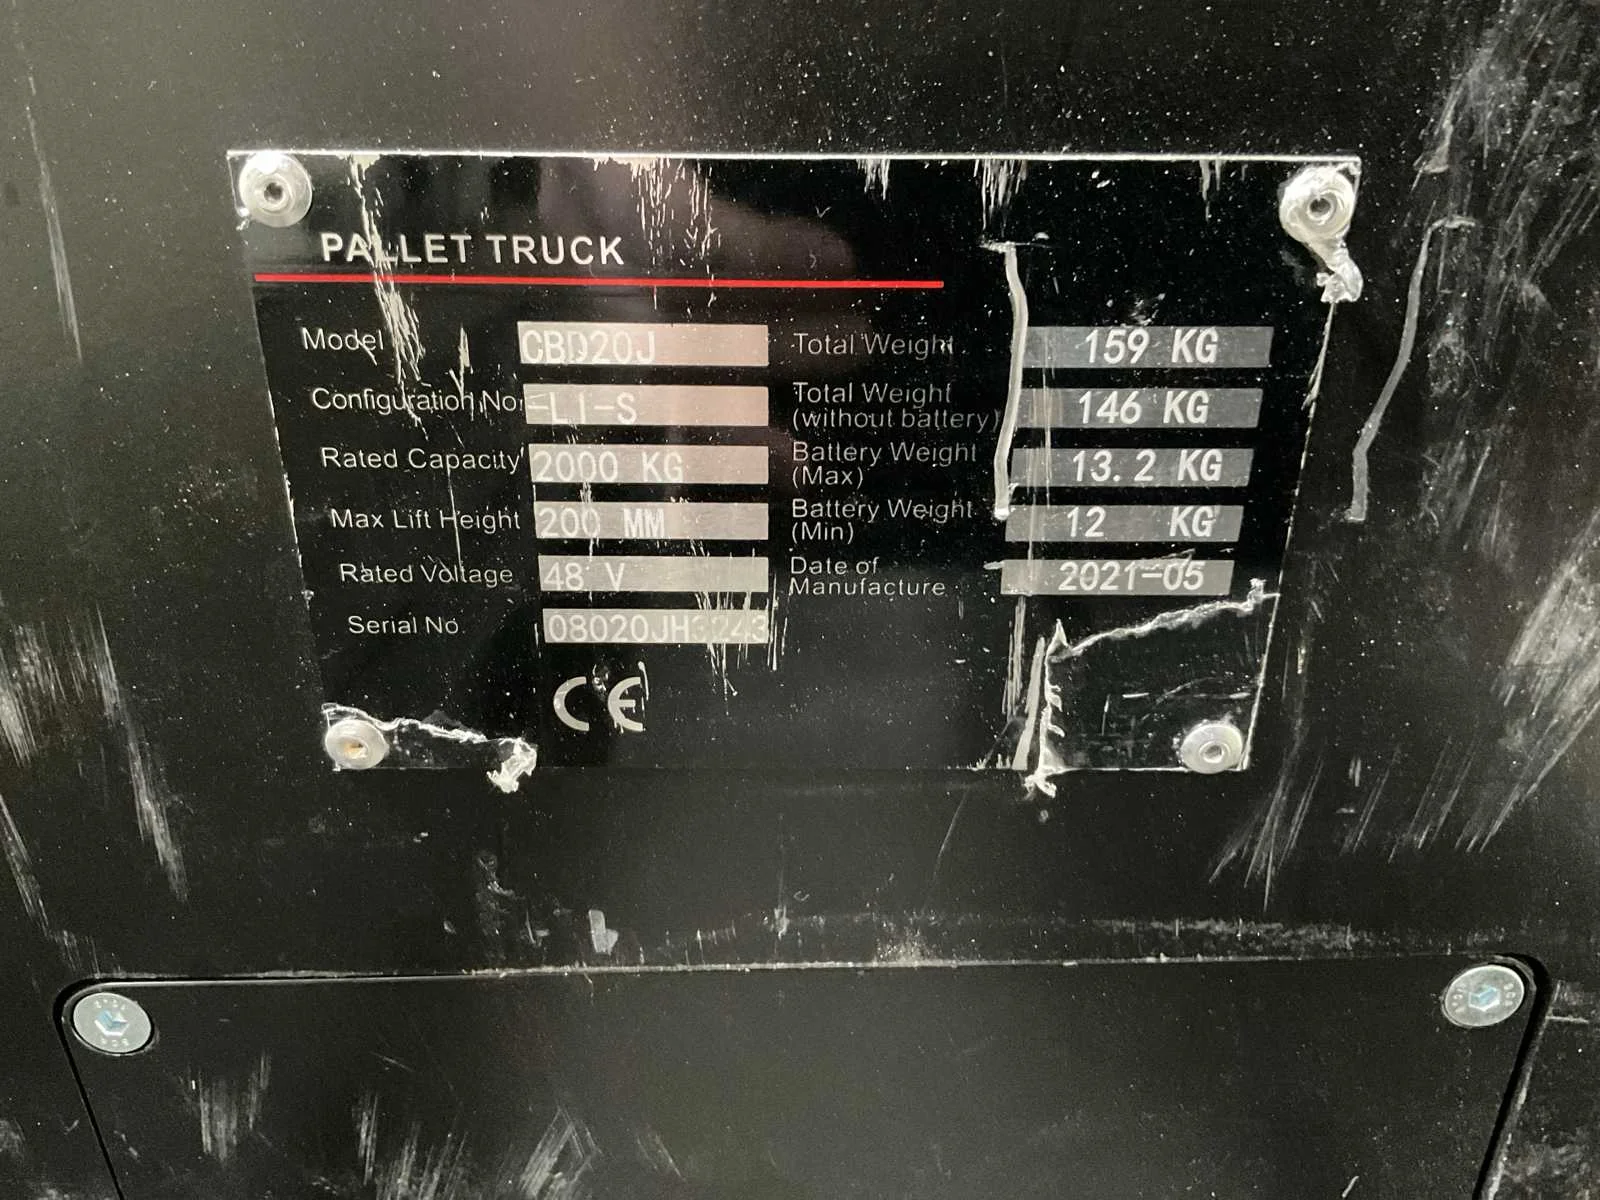 PALLET TRUCK
Model CBD20J Total Weight 159 KG
Configuration No. -LI-S Total Weight (without battery) 146 KG
Rated Capacity 2000 KG Battery Weight (Max) 13.2 KG
Max Lift Height 200 MM Battery Weight (Min) 12 KG
Rated Voltage 48 V Date of Manufacture 2021-05
Serial No.
CE